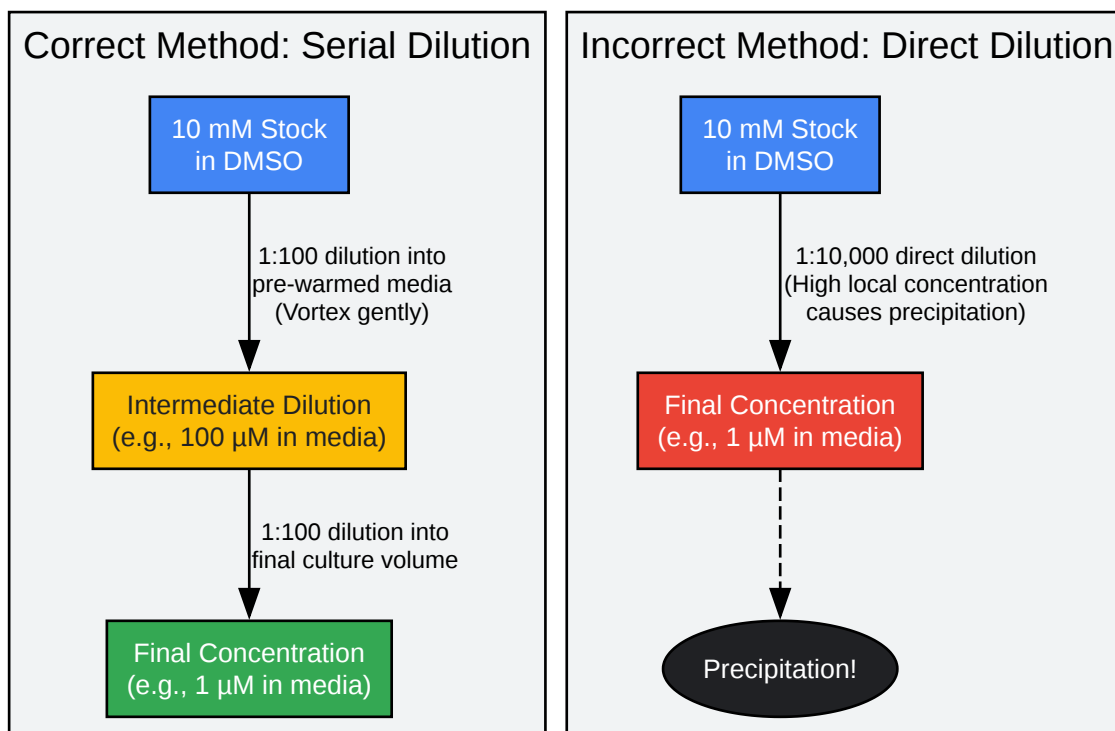 Correct Method: Serial Dilution
10 mM Stock
in DMSO
1:100 dilution into
pre-warmed media
(Vortex gently)
Intermediate Dilution
(e.g., 100 µM in media)
1:100 dilution into
final culture volume
Final Concentration
(e.g., 1 µM in media)
Incorrect Method: Direct Dilution
10 mM Stock
in DMSO
1:10,000 direct dilution
(High local concentration
causes precipitation)
Final Concentration
(e.g., 1 µM in media)
Precipitation!